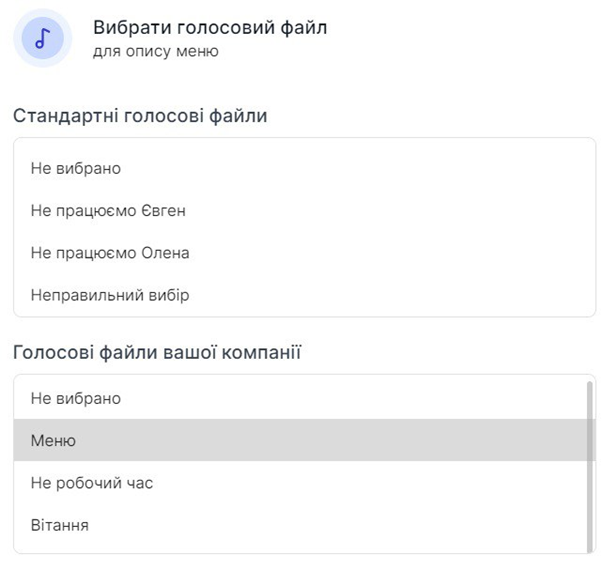 Вибрати голосовий файл
для опису меню
Стандартні голосові файли
Не вибрано
Не працюємо Євген
Не працюємо Олена
Неправильний вибір
Голосові файли вашої компанії
Не вибрано
Меню
Не робочий час
Вітання